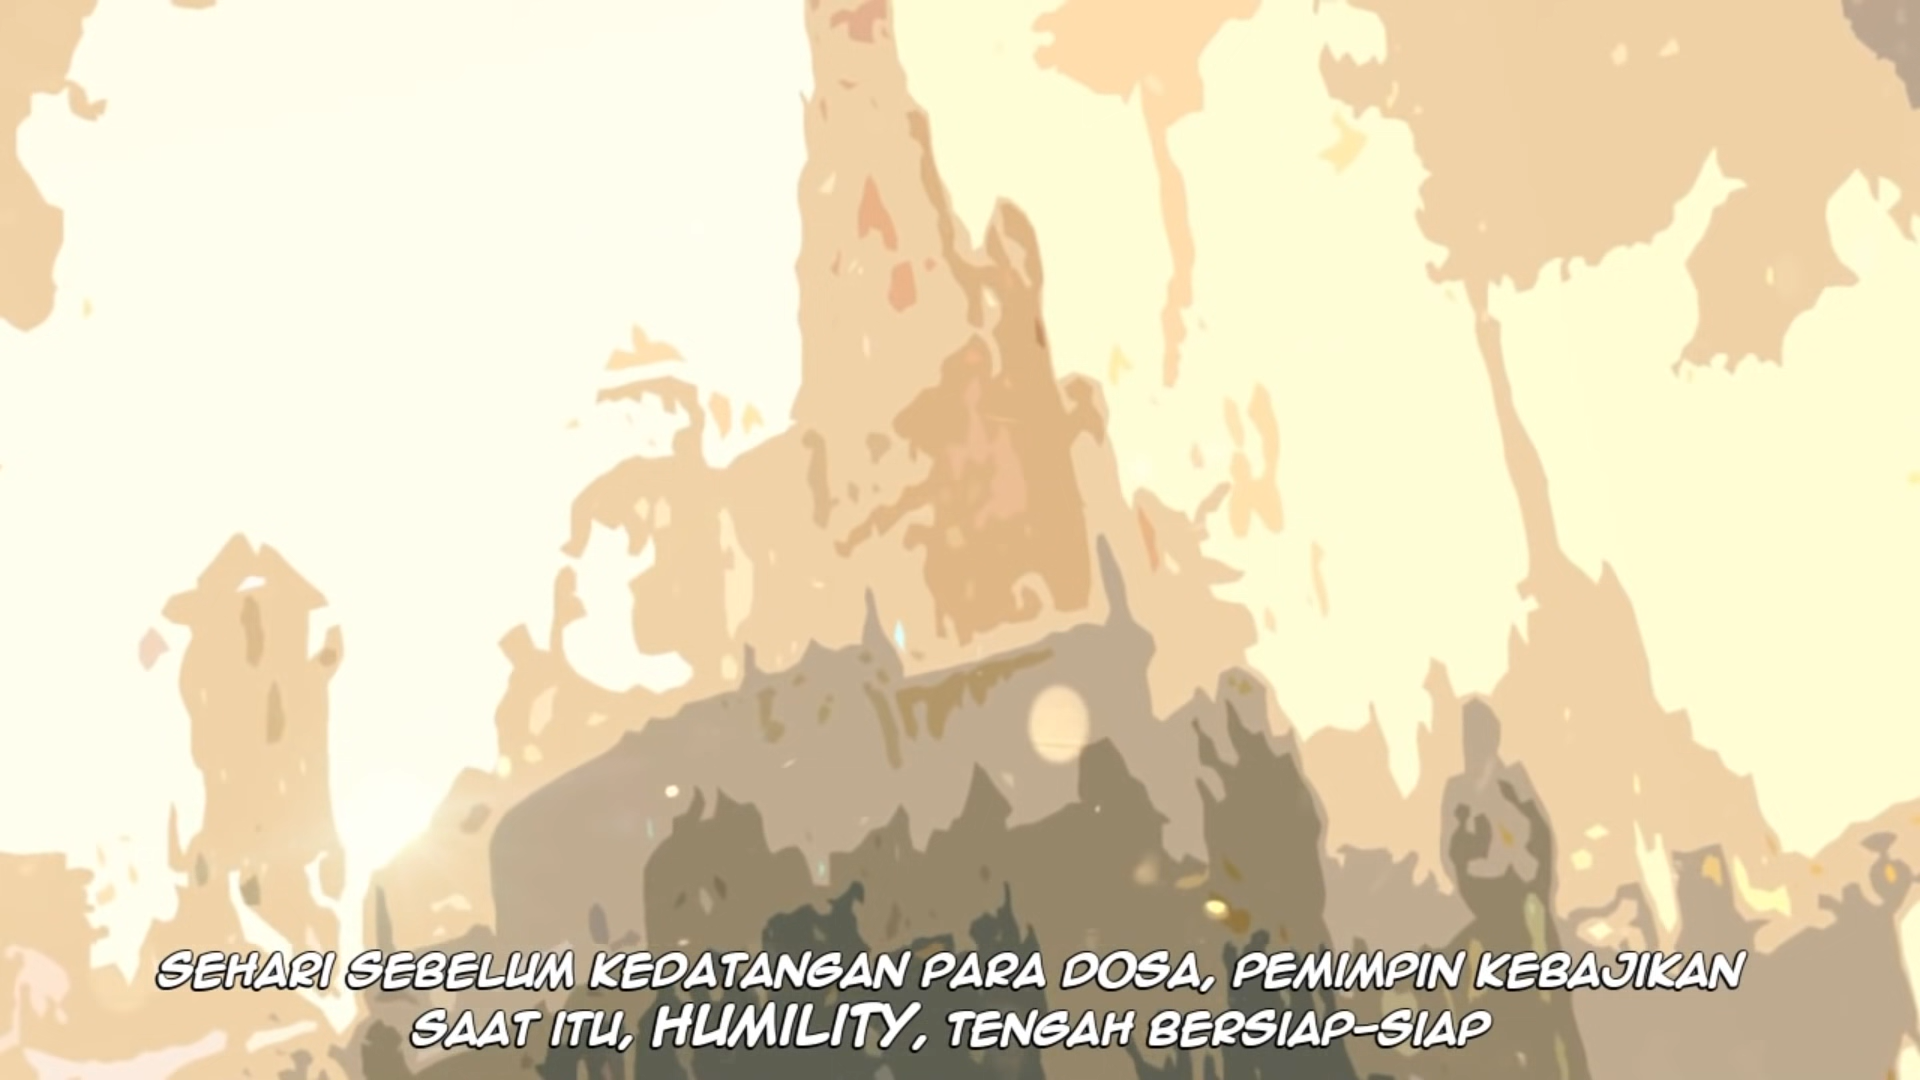 SEHARI SEBELUM KEDATANGAN PARA DOSA, PEMIMPIN KEBAJIKAN
SAAT ITU, HUMILITY, TENGAH BERSIAP-SIAP